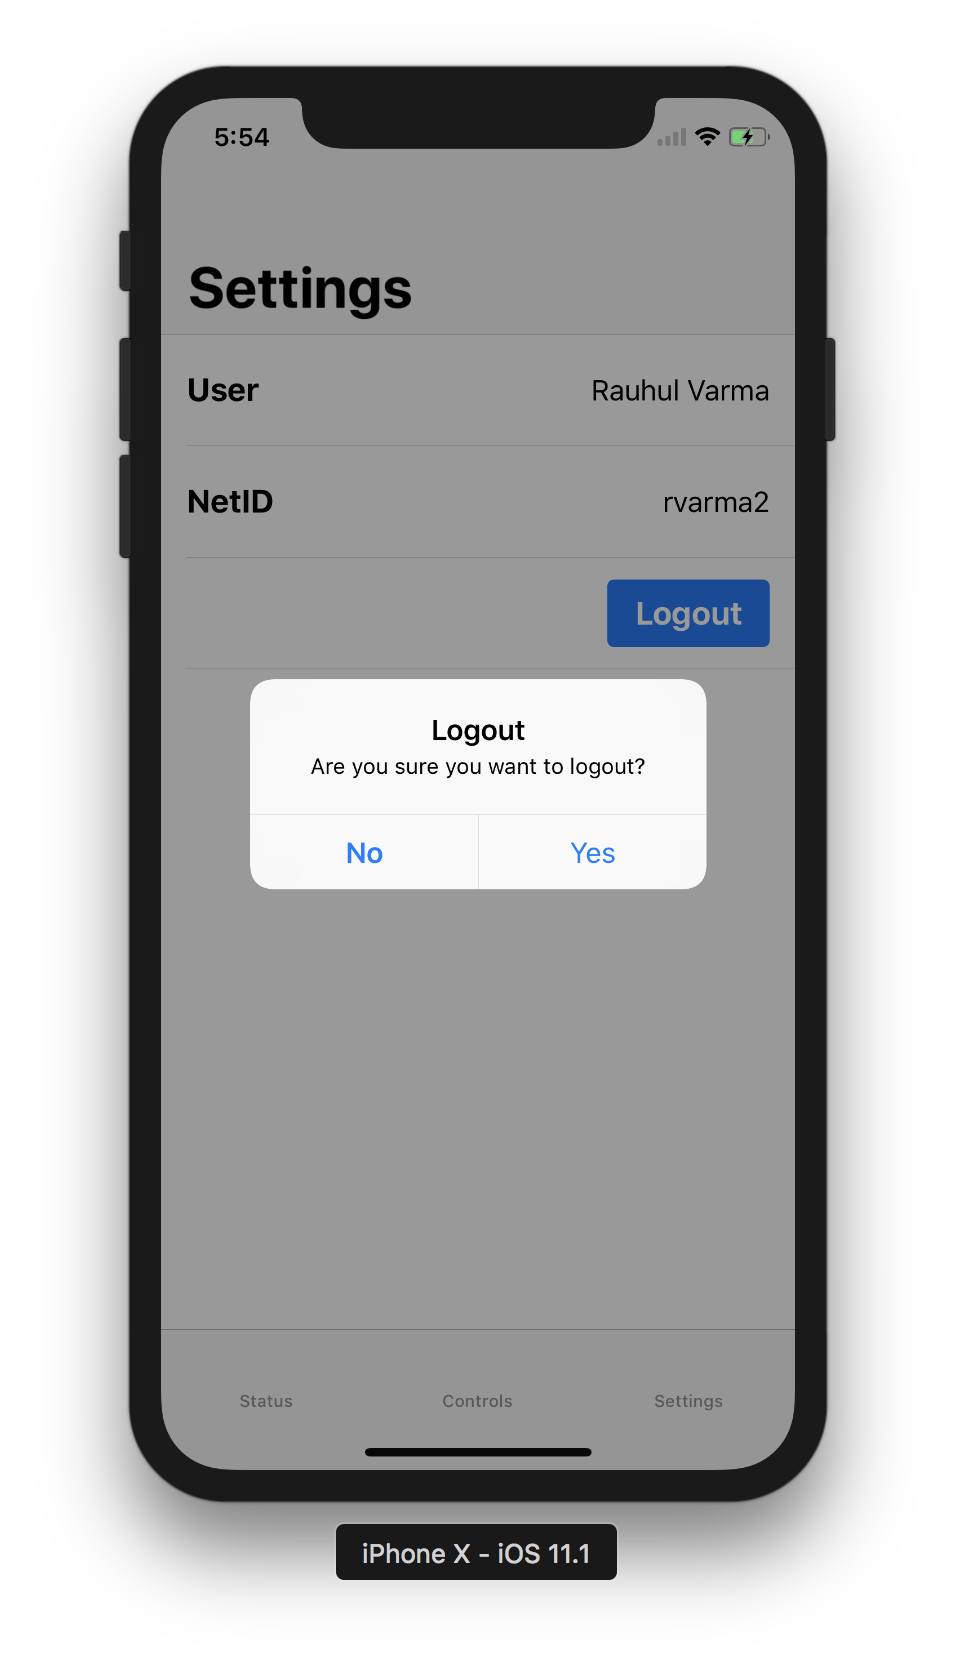 5:54
Settings
User Rauhul Varma
NetID rvarma2
Logout
Logout
Are you sure you want to logout?
No Yes
Status Controls Settings
iPhone X - iOS 11.1